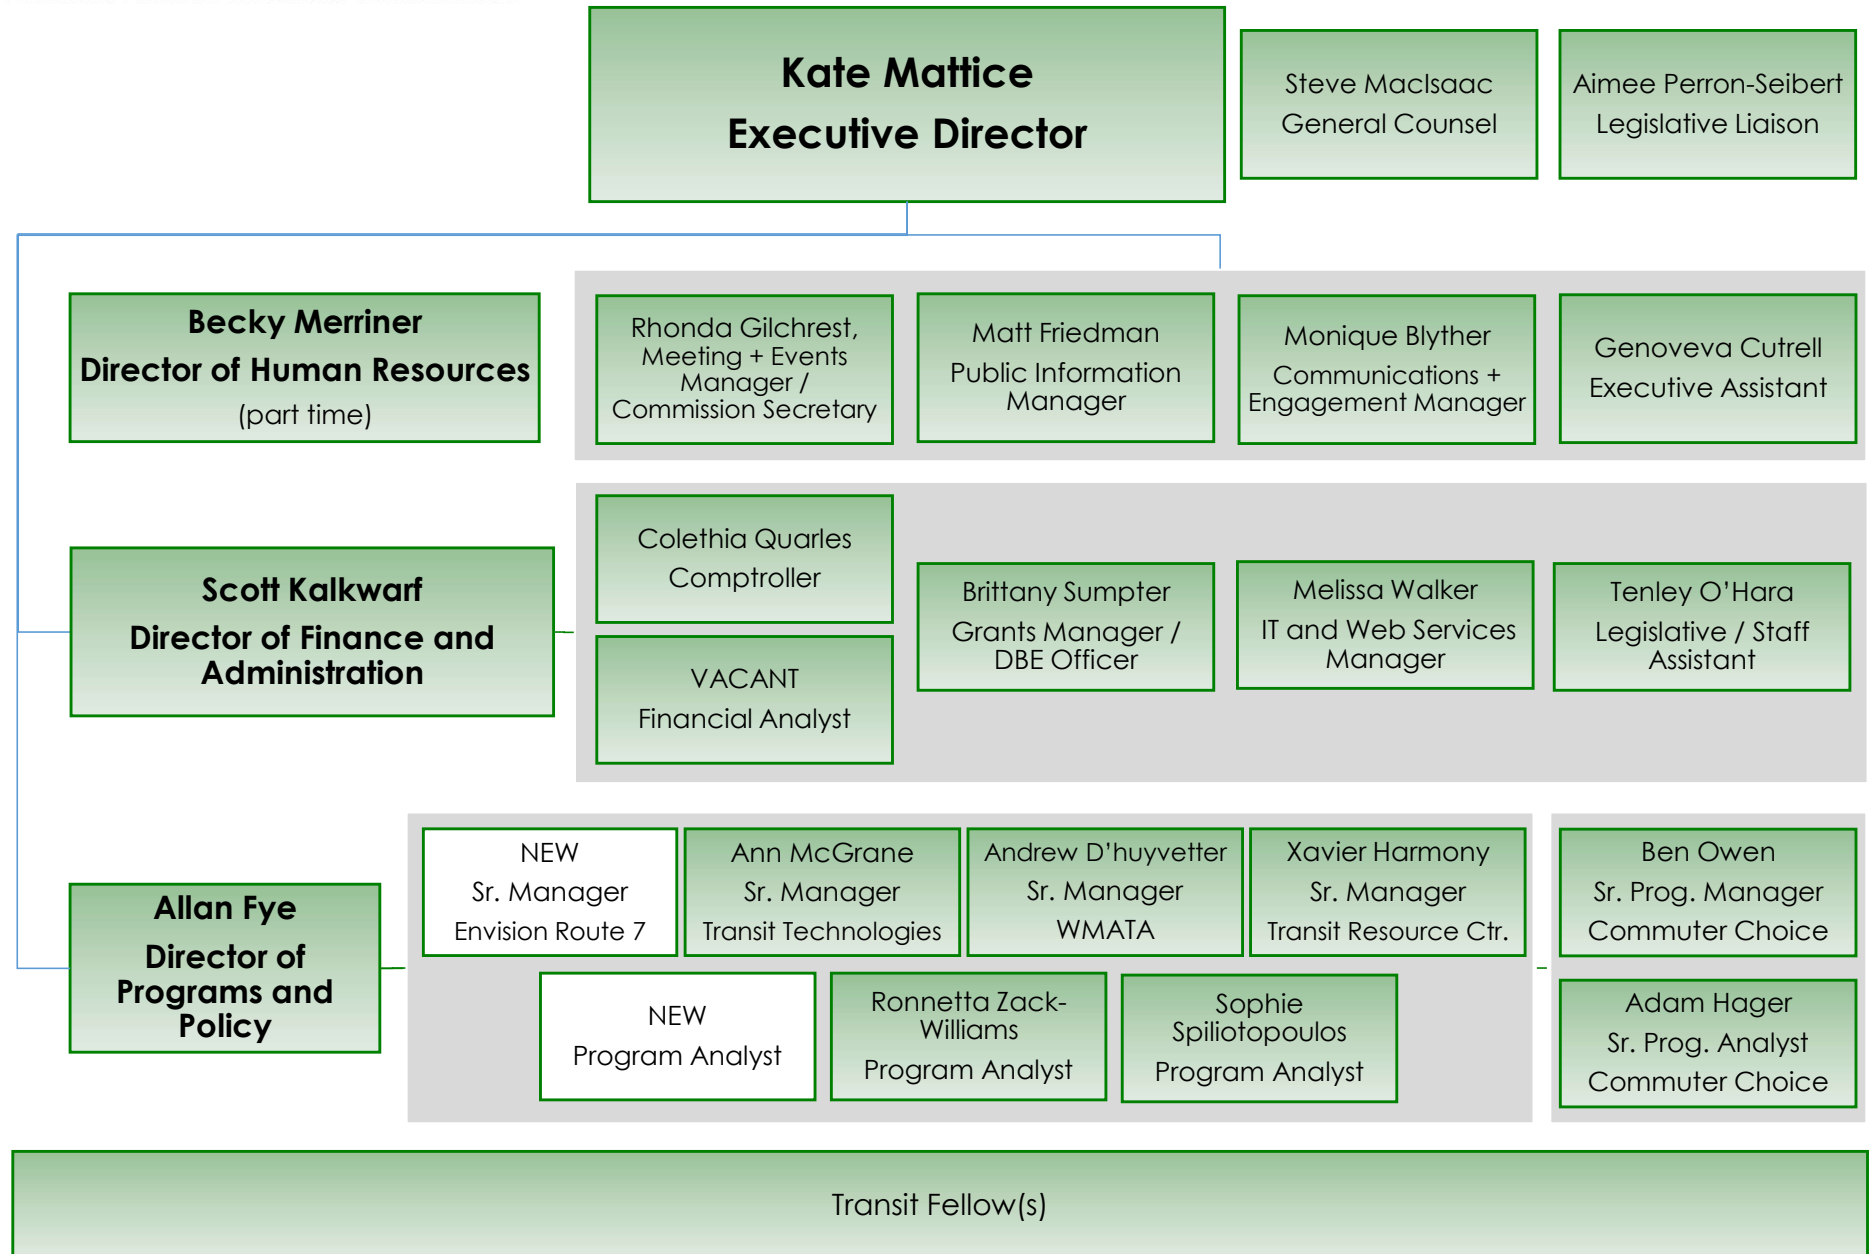 Kate Mattice
Executive Director
Steve MacIsaac
General Counsel
Aimee Perron-Seibert
Legislative Liaison
Becky Merriner
Director of Human Resources
(part time)
Rhonda Gilchrest,
Meeting + Events
Manager /
Commission Secretary
Matt Friedman
Public Information
Manager
Monique Blyther
Communications +
Engagement Manager
Genoveva Cutrell
Executive Assistant
Scott Kalkwarf
Director of Finance and
Administration
Colethia Quarles
Comptroller
VACANT
Financial Analyst
Brittany Sumpter
Grants Manager /
DBE Officer
Melissa Walker
IT and Web Services
Manager
Tenley O’Hara
Legislative / Staff
Assistant
Allan Fye
Director of
Programs and
Policy
NEW
Sr. Manager
Envision Route 7
Ann McGrane
Sr. Manager
Transit Technologies
Andrew D’huyvetter
Sr. Manager
WMATA
Xavier Harmony
Sr. Manager
Transit Resource Ctr.
NEW
Program Analyst
Ronnetta Zack-
Williams
Program Analyst
Sophie
Spiliotopoulos
Program Analyst
Ben Owen
Sr. Prog. Manager
Commuter Choice
Adam Hager
Sr. Prog. Analyst
Commuter Choice
Transit Fellow(s)